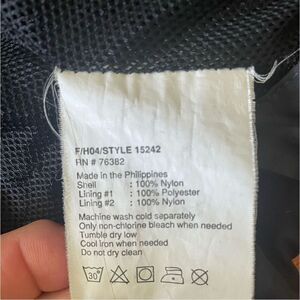 F/H04/STYLE 15242
RN # 76382
Made in the Philippines
Shell : 100% Nylon
Lining #1 : 100% Polyester
Lining #2 : 100% Nylon
Machine wash cold separately
Only non-chlorine bleach when needed
Tumble dry low
Cool iron when needed
Do not dry clean
30°